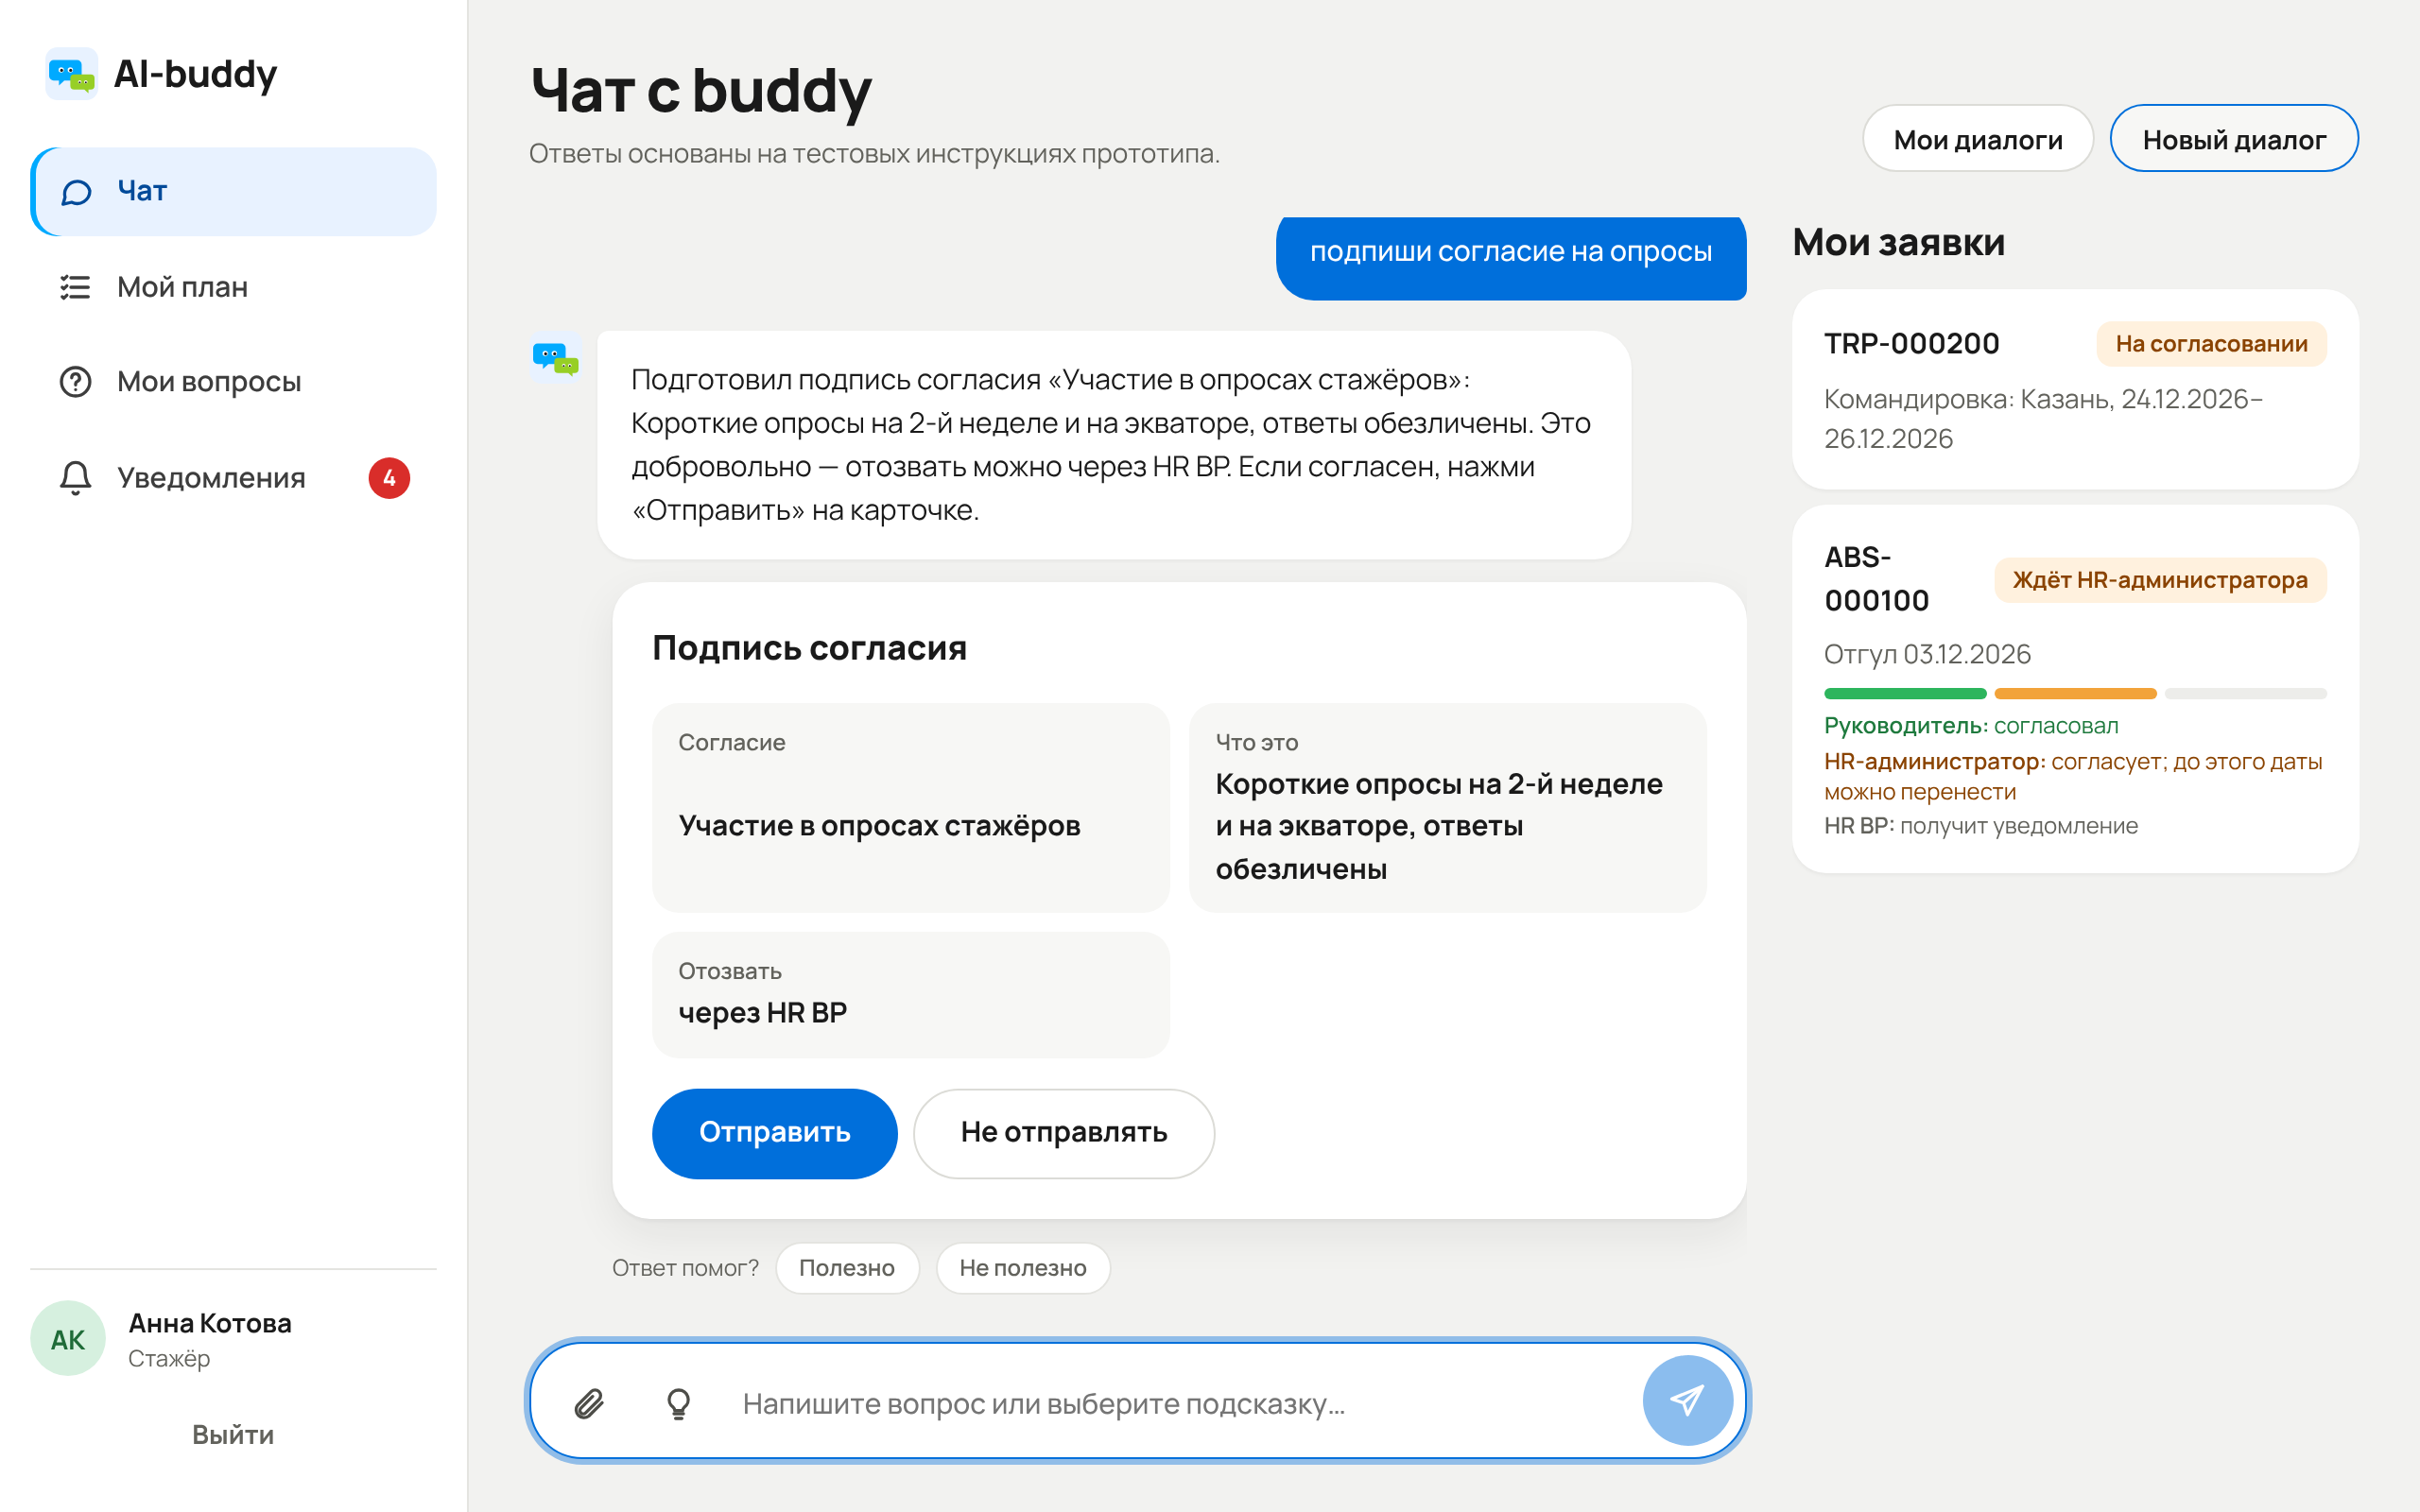 AI-buddy
Чат
Мой план
Мои вопросы
Уведомления
4
АК
Анна Котова
Стажёр
Выйти
Чат с buddy
Ответы основаны на тестовых инструкциях прототипа.
Мои диалоги
Новый диалог
подпиши согласие на опросы
Подготовил подпись согласия «Участие в опросах стажёров»:
Короткие опросы на 2-й неделе и на экваторе, ответы обезличены. Это
добровольно — отозвать можно через HR BP. Если согласен, нажми
«Отправить» на карточке.
Подпись согласия
Согласие
Участие в опросах стажёров
Что это
Короткие опросы на 2-й неделе
и на экваторе, ответы
обезличены
Отозвать
через HR BP
Отправить
Не отправлять
Ответ помог?
Полезно
Не полезно
Напишите вопрос или выберите подсказку...
Мои заявки
TRP-000200
На согласовании
Командировка: Казань, 24.12.2026–
26.12.2026
ABS-
000100
Ждёт HR-администратора
Отгул 03.12.2026
Руководитель: согласовал
HR-администратор: согласует; до этого даты
можно перенести
HR BP: получит уведомление